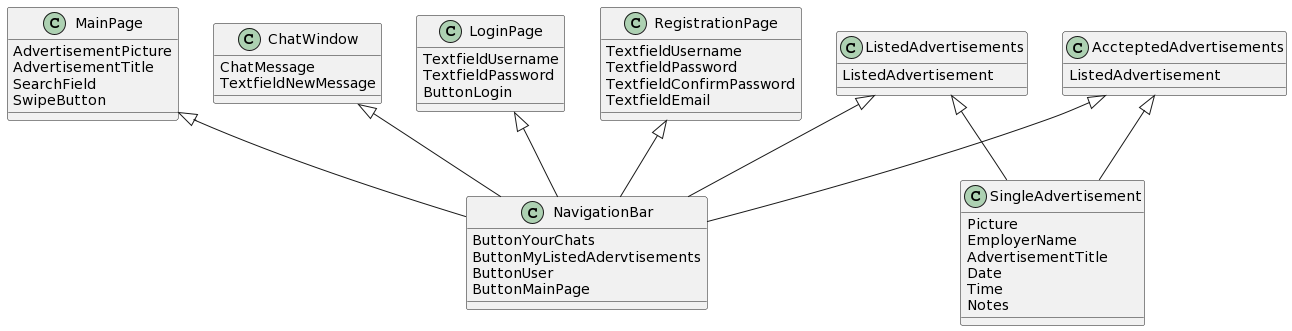 C MainPage
AdvertisementPicture
AdvertisementTitle
SearchField
SwipeButton
C ChatWindow
ChatMessage
TextfieldNewMessage
C LoginPage
TextfieldUsername
TextfieldPassword
ButtonLogin
C RegistrationPage
TextfieldUsername
TextfieldPassword
TextfieldConfirmPassword
TextfieldEmail
C ListedAdvertisements
ListedAdvertisement
C AccteptedAdvertisements
ListedAdvertisement
C NavigationBar
ButtonYourChats
ButtonMyListedAdervtisements
ButtonUser
ButtonMainPage
C SingleAdvertisement
Picture
EmployerName
AdvertisementTitle
Date
Time
Notes